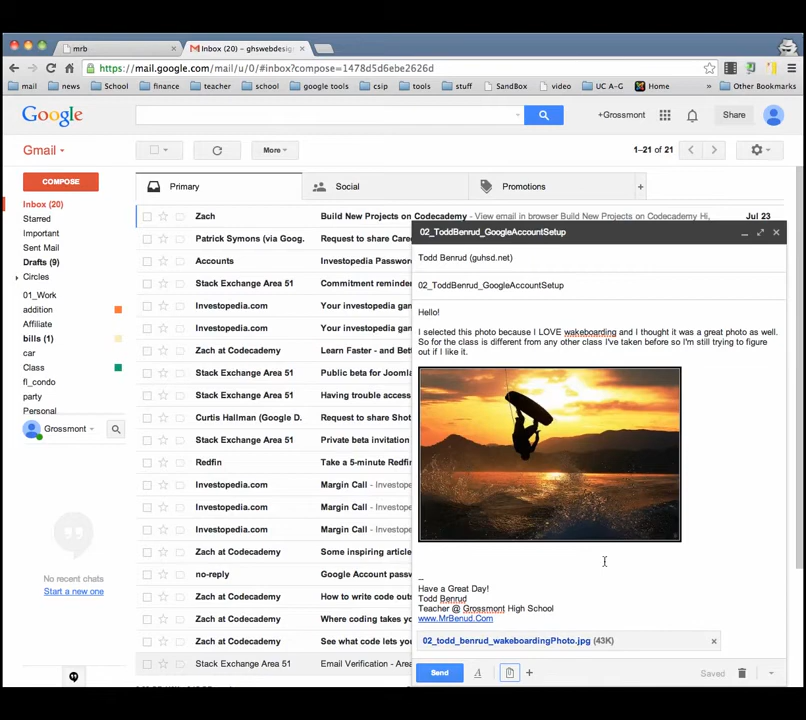 mrb
Inbox (20) – ghswebdesig
https://mail.google.com/mail/u/0/#inbox?compose=1478d5d6ebe2626d
mail news School finance teacher school google tools csip tools stuff SandBox video UC A-G Home » Other Bookmarks
Google
+Grossmont Share
Gmail
More
1–21 of 21
COMPOSE
Inbox (20)
Starred
Important
Sent Mail
Drafts (9)
Circles
01_Work
addition
Affiliate
bills (1)
car
Class
fl_condo
party
Personal
Grossmont
No recent chats
Start a new one
Primary Social Promotions +
Zach Build New Projects on Codecademy - View email in browser Build New Projects on Codecademy Hi, Jul 23
Patrick Symons (via Goog. Request to share Care
Accounts Investopedia Passwo
Stack Exchange Area 51 Commitment reminder
Investopedia.com Your investopedia gam
Investopedia.com Your investopedia gam
Zach at Codecademy Learn Faster - and Bett
Stack Exchange Area 51 Public beta for Jooml
Stack Exchange Area 51 Having trouble access
Curtis Hallman (Google D. Request to share Shot
Stack Exchange Area 51 Private beta invitation
Redfin Take a 5-minute Redfin
Investopedia.com Margin Call - Investope
Investopedia.com Margin Call - Investope
Investopedia.com Margin Call - Investope
Zach at Codecademy Some inspiring article
no-reply Google Account passw
Zach at Codecademy How to write code outs
Zach at Codecademy Where coding takes yo
Zach at Codecademy See what code lets you
Stack Exchange Area 51 Email Verification - Area
02_ToddBenrud_GoogleAccountSetup
Todd Benrud (guhsd.net)
02_ToddBenrud_GoogleAccountSetup
Hello!
I selected this photo because I LOVE wakeboarding and I thought it was a great photo as well.
So for the class is different from any other class I've taken before so I'm still trying to figure
out if I like it.
--
Have a Great Day!
Todd Benrud
Teacher @ Grossmont High School
www.MrBenud.Com
02_todd_benrud_wakeboardingPhoto.jpg (43K)
Send A Saved